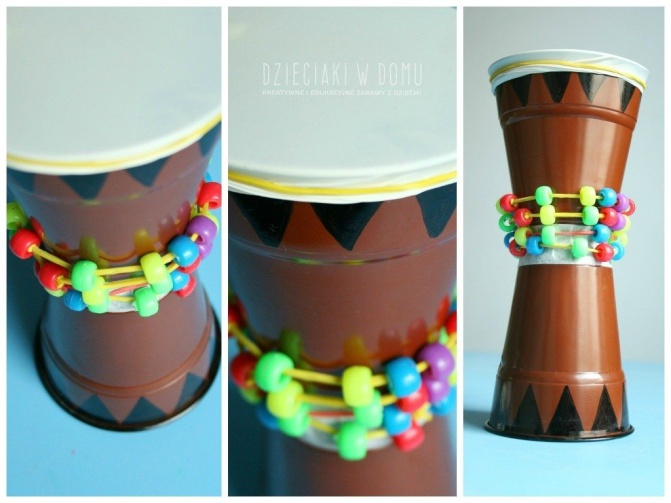 DZIECIAKI W DOMU
KREATYWNE I EDUKACYJNE ZABAWY Z DZIEĆMI